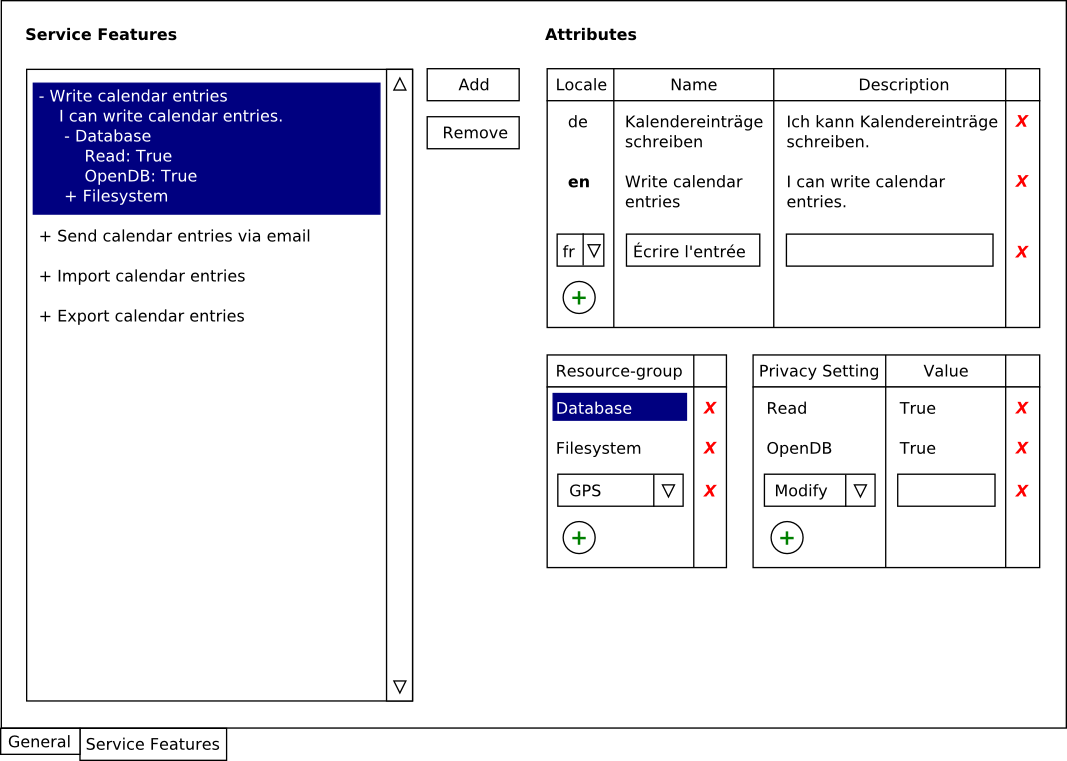 Service Features
- Write calendar entries
I can write calendar entries.
- Database
Read: True
OpenDB: True
+ Filesystem
+ Send calendar entries via email
+ Import calendar entries
+ Export calendar entries
Add
Remove
Attributes
Locale Name Description
de Kalendereinträge Ich kann Kalendereinträge X
schreiben schreiben.
en Write calendar I can write calendar X
entries entries.
fr Écrire l'entrée X
+
Resource-group
Database X
Filesystem X
GPS X
+
Privacy Setting Value
Read True X
OpenDB True X
Modify X
+
General Service Features